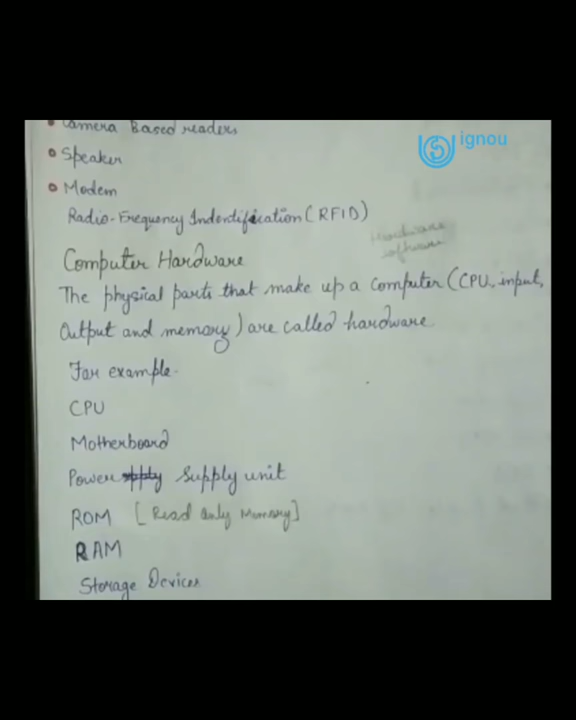 Camera Based readers
ignou
Speaker
Modem
Radio-Frequency Indentification (RFID)
Hardware
software
Computer Hardware
The physical parts that make up a computer (CPU, input,
Output and memory) are called hardware.
For example.
CPU
Motherboard
Power supply unit
ROM [Read Only Memory]
RAM
Storage Devices